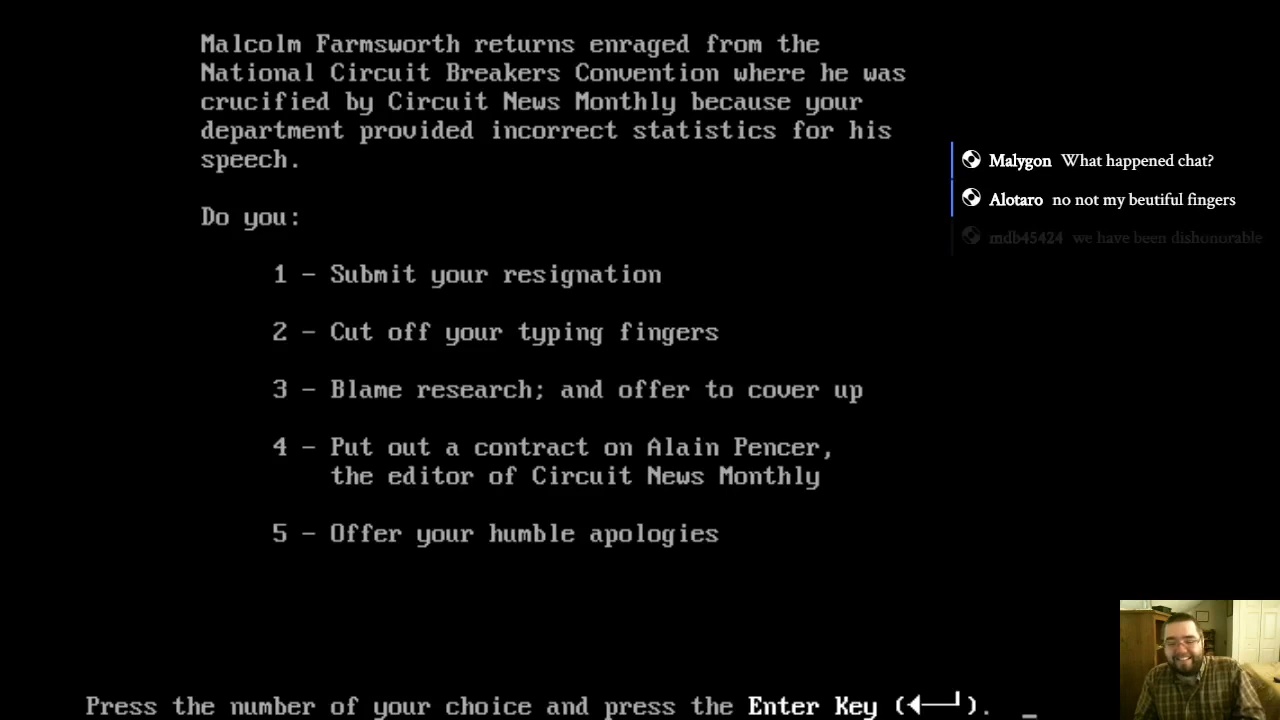 Malcolm Farmsworth returns enraged from the
National Circuit Breakers Convention where he was
crucified by Circuit News Monthly because your
department provided incorrect statistics for his
speech.
Do you:
1 - Submit your resignation
2 - Cut off your typing fingers
3 - Blame research; and offer to cover up
4 - Put out a contract on Alain Pencer,
the editor of Circuit News Monthly
5 - Offer your humble apologies
Press the number of your choice and press the Enter Key (◄─┘). _
Malygon What happened chat?
Alotaro no not my beutiful fingers
mdb45424 we have been dishonorable